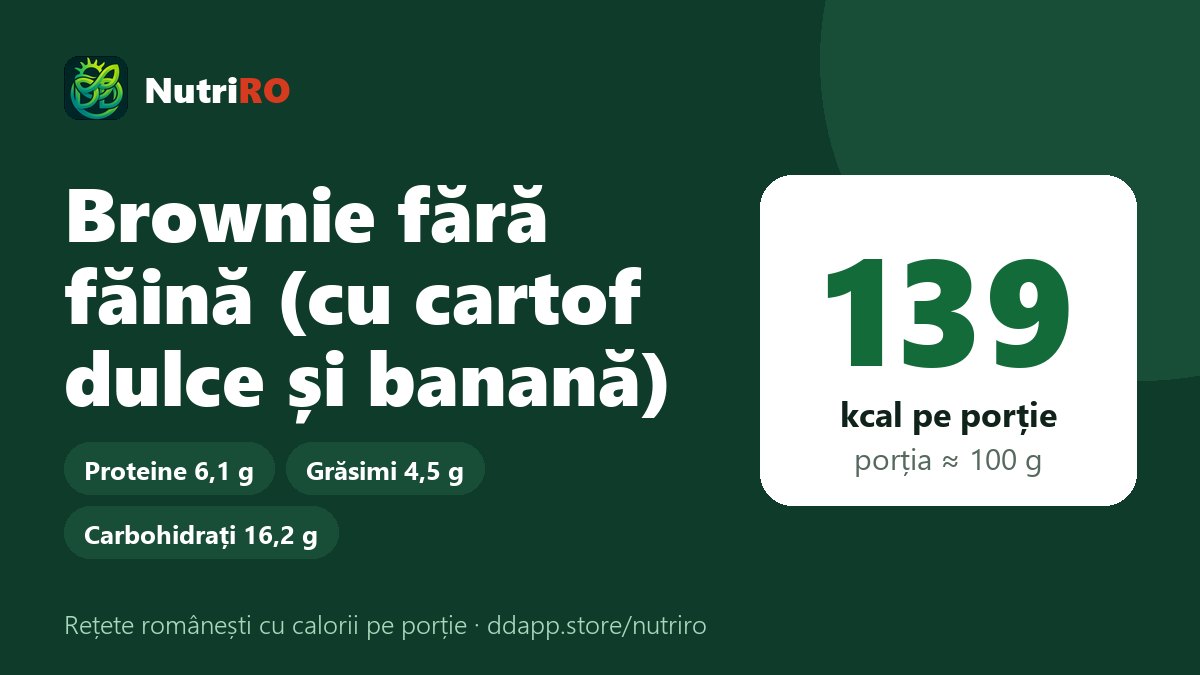 NutriRO
Brownie fără
făină (cu cartof
dulce și banană)
Proteine 6,1 g
Grăsimi 4,5 g
Carbohidrați 16,2 g
139
kcal pe porție
porția ≈ 100 g
Rețete românești cu calorii pe porție · ddapp.store/nutriro